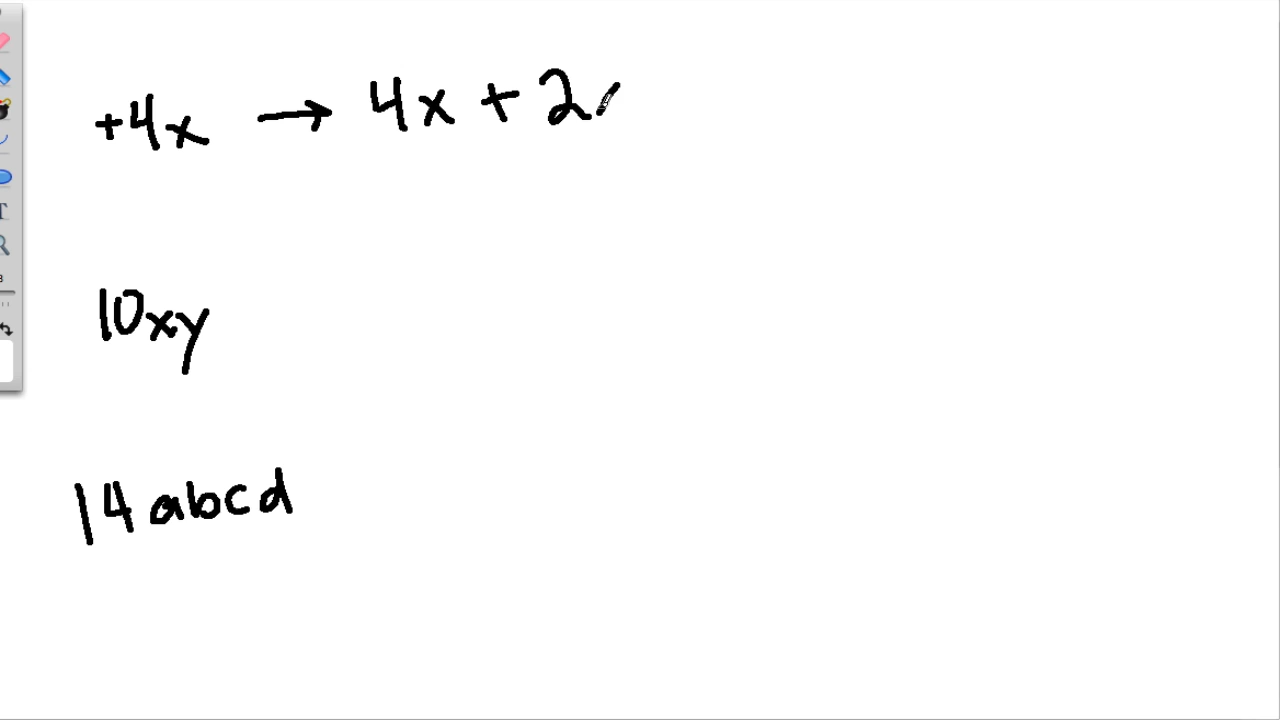 +4x → 4x + 2
10xy
14abcd